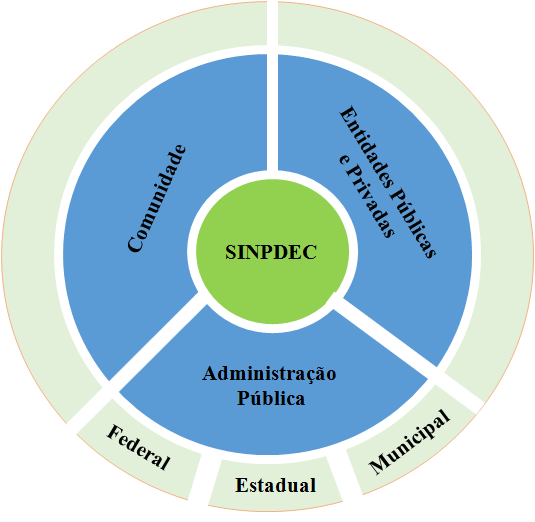 Comunidade
Entidades Públicas
e Privadas
SINPDEC
Administração
Pública
Federal
Estadual
Municipal